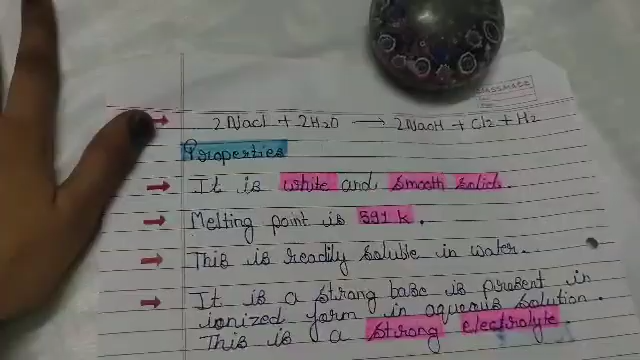 CLASSMATE
2NaCl + 2H2O → 2NaOH + Cl2 + H2
Properties
→ It is white and smooth solid.
→ Melting point is 591 k.
→ This is readily soluble in water.
→ It is a strong base is present in
ionized form in aqueous solution.
This is a strong electrolyte